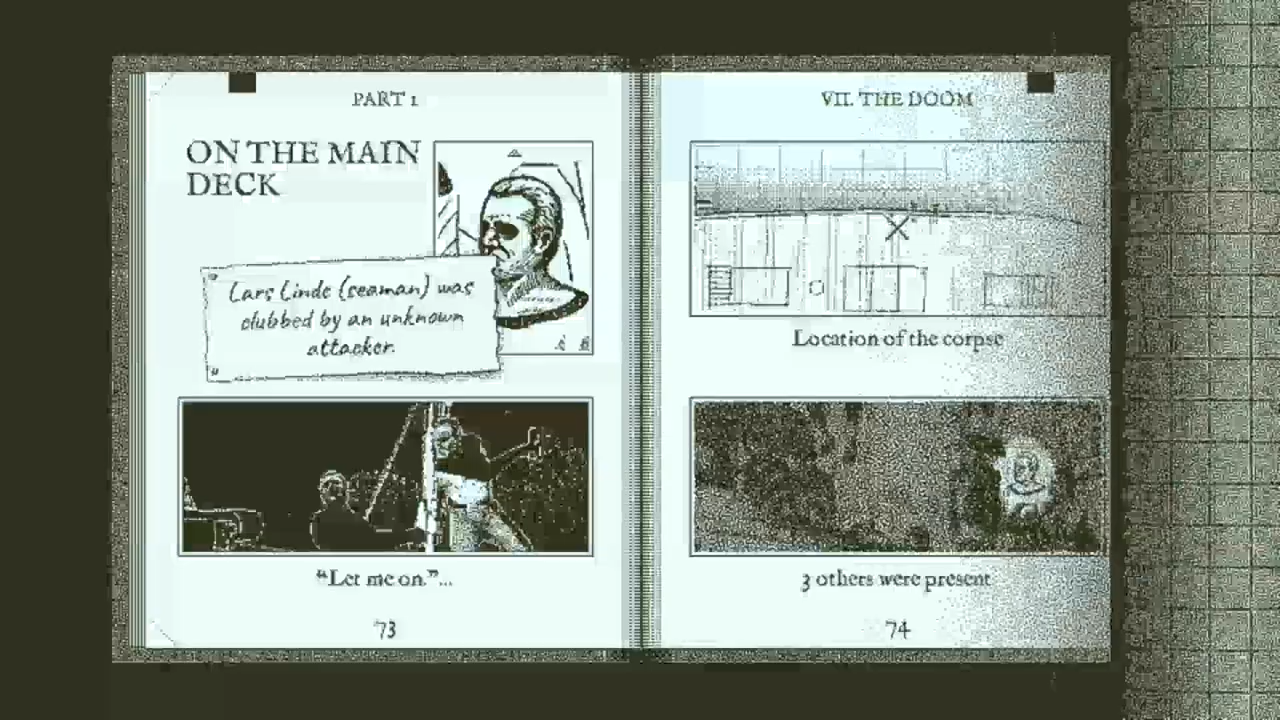 PART 1
ON THE MAIN
DECK
Lars Linde (seaman) was
clubbed by an unknown
attacker.
"Let me on."...
73
VII. THE DOOM
Location of the corpse
3 others were present
74